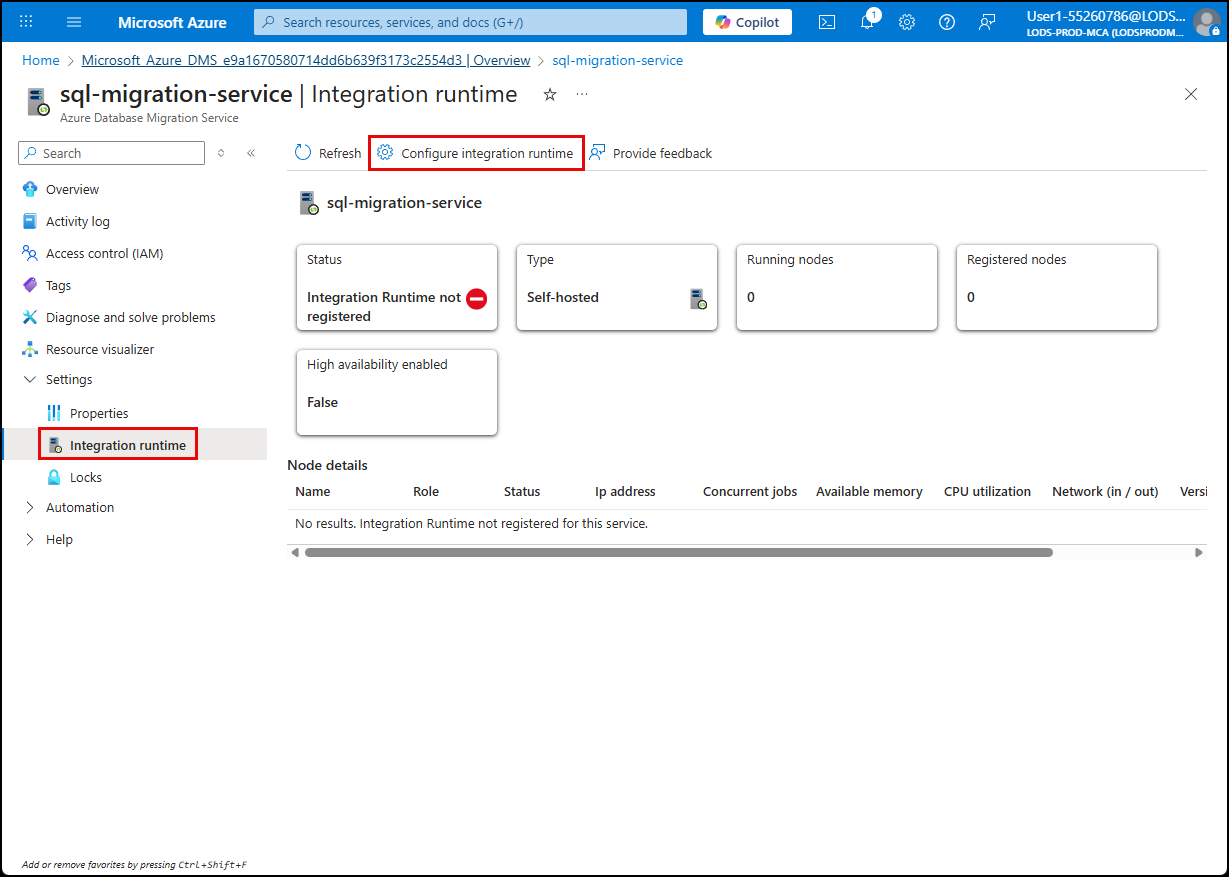 Microsoft Azure
Search resources, services, and docs (G+/)
Copilot
1
User1-55260786@LODS...
LODS-PROD-MCA (LODSPRODM...
Home > Microsoft_Azure_DMS_e9a1670580714dd6b639f3173c2554d3 | Overview > sql-migration-service
sql-migration-service | Integration runtime
Azure Database Migration Service
Search
Refresh
Configure integration runtime
Provide feedback
Overview
Activity log
Access control (IAM)
Tags
Diagnose and solve problems
Resource visualizer
Settings
Properties
Integration runtime
Locks
Automation
Help
sql-migration-service
Status
Integration Runtime not
registered
Type
Self-hosted
Running nodes
0
Registered nodes
0
High availability enabled
False
Node details
Name Role Status Ip address Concurrent jobs Available memory CPU utilization Network (in / out) Versi
No results. Integration Runtime not registered for this service.
Add or remove favorites by pressing Ctrl+Shift+F